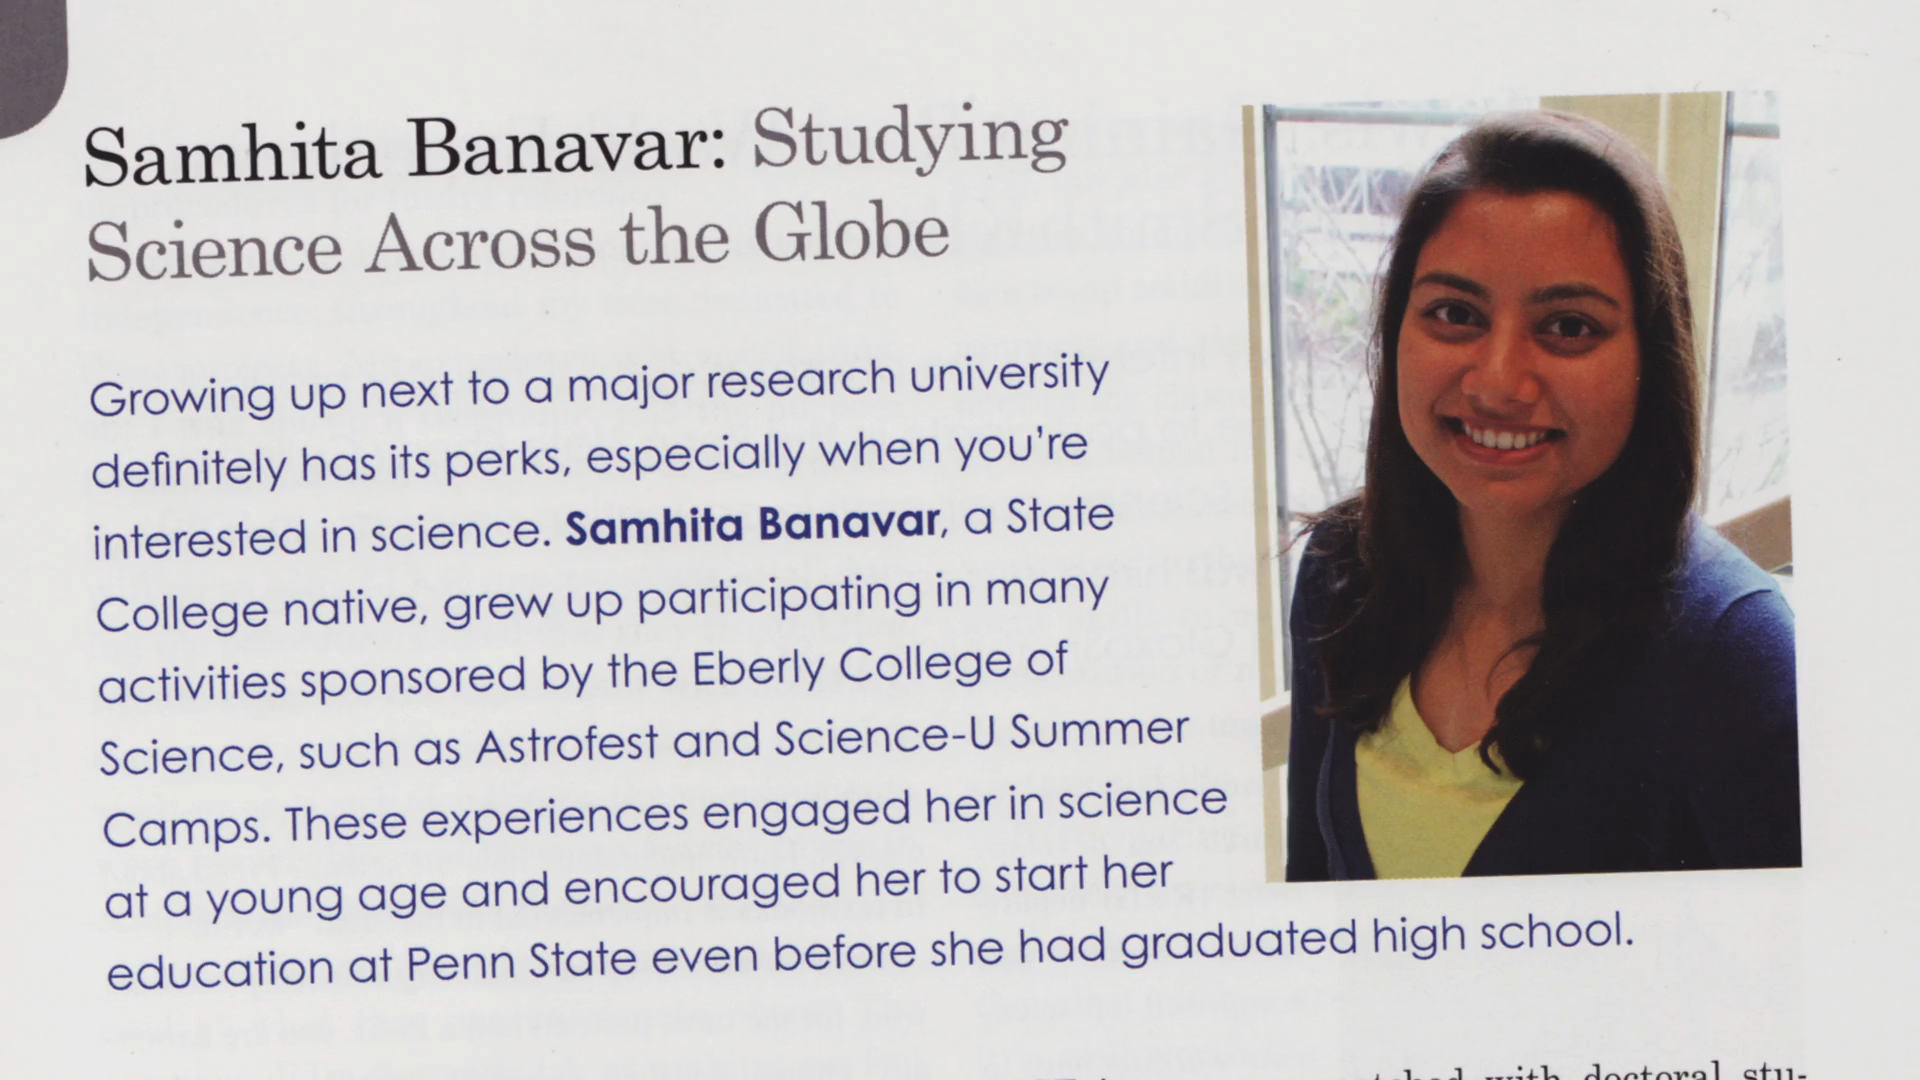 Samhita Banavar: Studying
Science Across the Globe
Growing up next to a major research university
definitely has its perks, especially when you're
interested in science. Samhita Banavar, a State
College native, grew up participating in many
activities sponsored by the Eberly College of
Science, such as Astrofest and Science-U Summer
Camps. These experiences engaged her in science
at a young age and encouraged her to start her
education at Penn State even before she had graduated high school.
with doctoral stu-